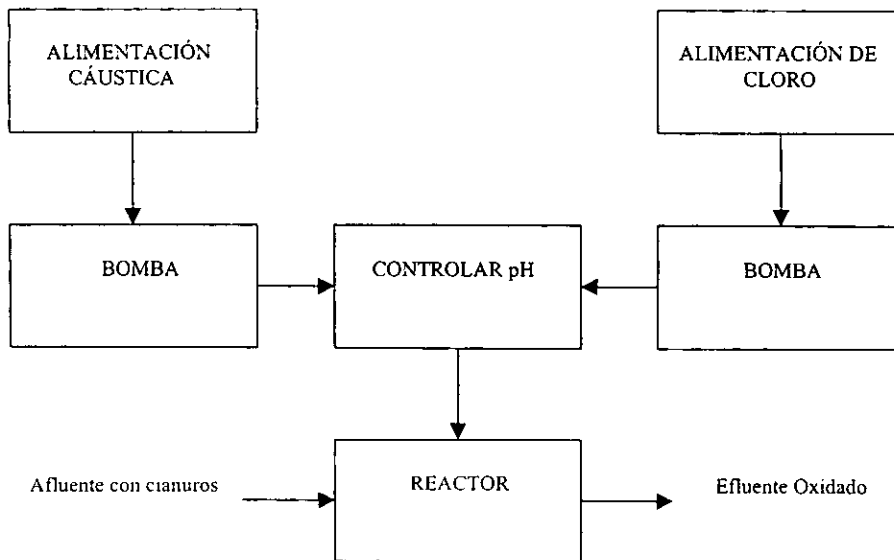 ALIMENTACIÓN
CÁUSTICA
ALIMENTACIÓN DE
CLORO
BOMBA
CONTROLAR pH
BOMBA
Afluente con cianuros
REACTOR
Efluente Oxidado